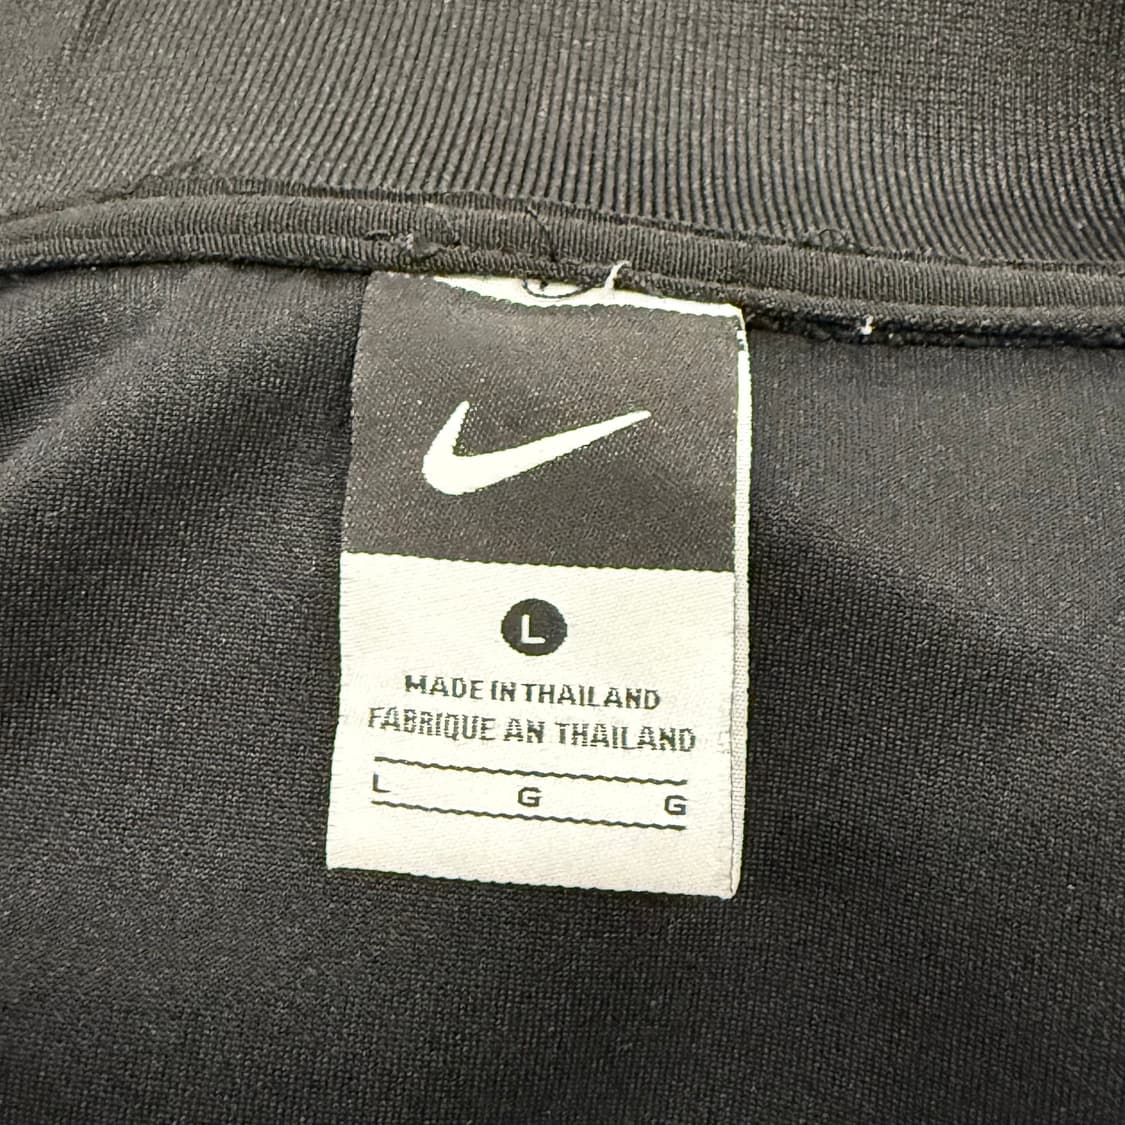 L
MADE IN THAILAND
FABRIQUE AN THAILAND
L G G